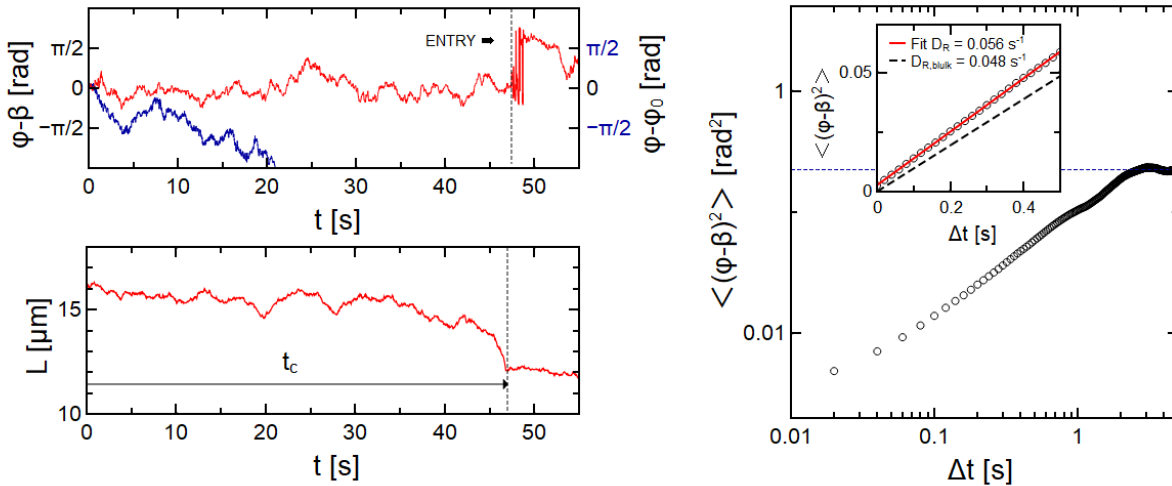 φ-β [rad]
π/2
0
−π/2
ENTRY
π/2
0
−π/2
φ-φ0 [rad]
0 10 20 30 40 50
t [s]
L [μm]
15
10
tc
0 10 20 30 40 50
t [s]
<(φ-β)2> [rad2]
1
0.01
0.01 0.1 1
Δt [s]
<(φ-β)2>
0.05
0
Fit DR = 0.056 s-1
DR,blulk = 0.048 s-1
0 0.2 0.4
Δt [s]